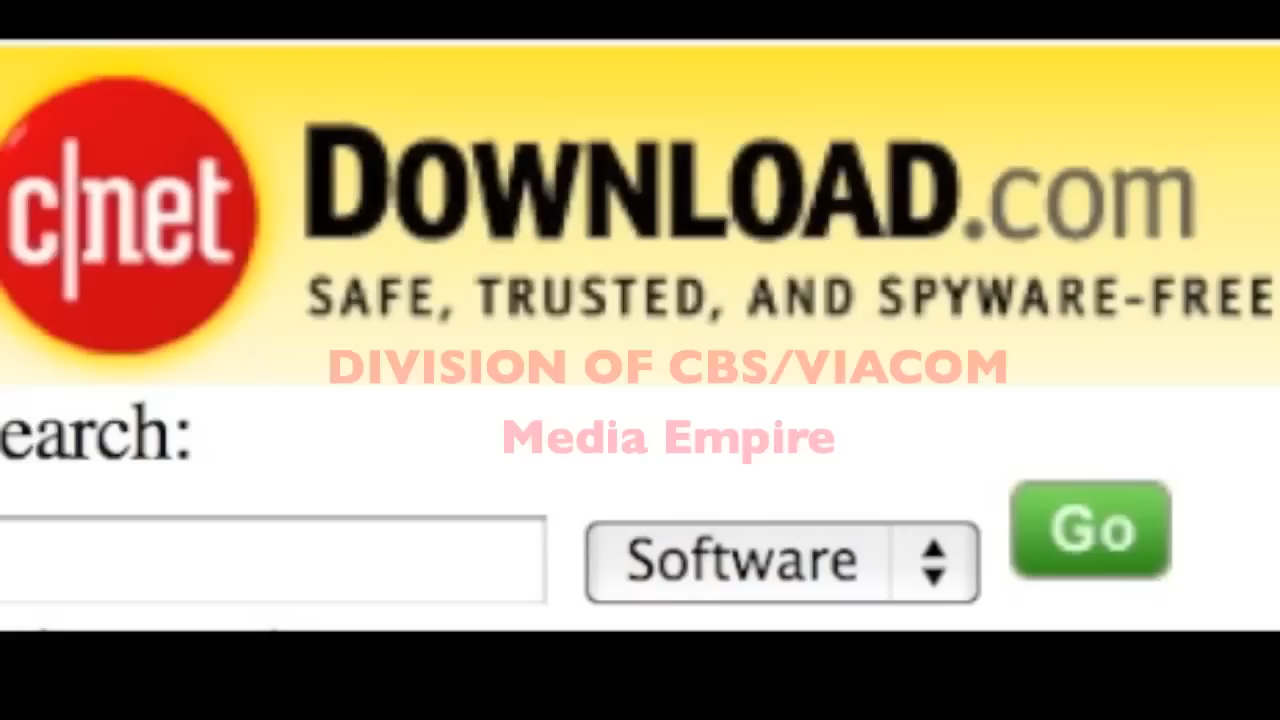 c|net
DOWNLOAD.com
SAFE, TRUSTED, AND SPYWARE-FREE
DIVISION OF CBS/VIACOM
Media Empire
earch:
Software
Go